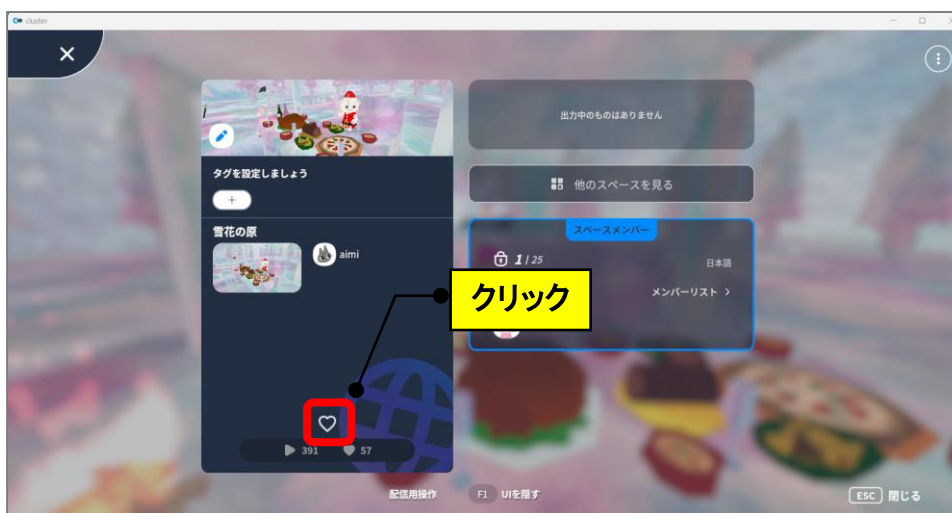 cluster
出力中のものはありません
タグを設定しましょう
他のスペースを見る
雪花の原
aimi
スペースメンバー
1 / 25
日本語
メンバーリスト >
クリック
391 57
配信用操作 F1 UIを隠す
ESC 閉じる